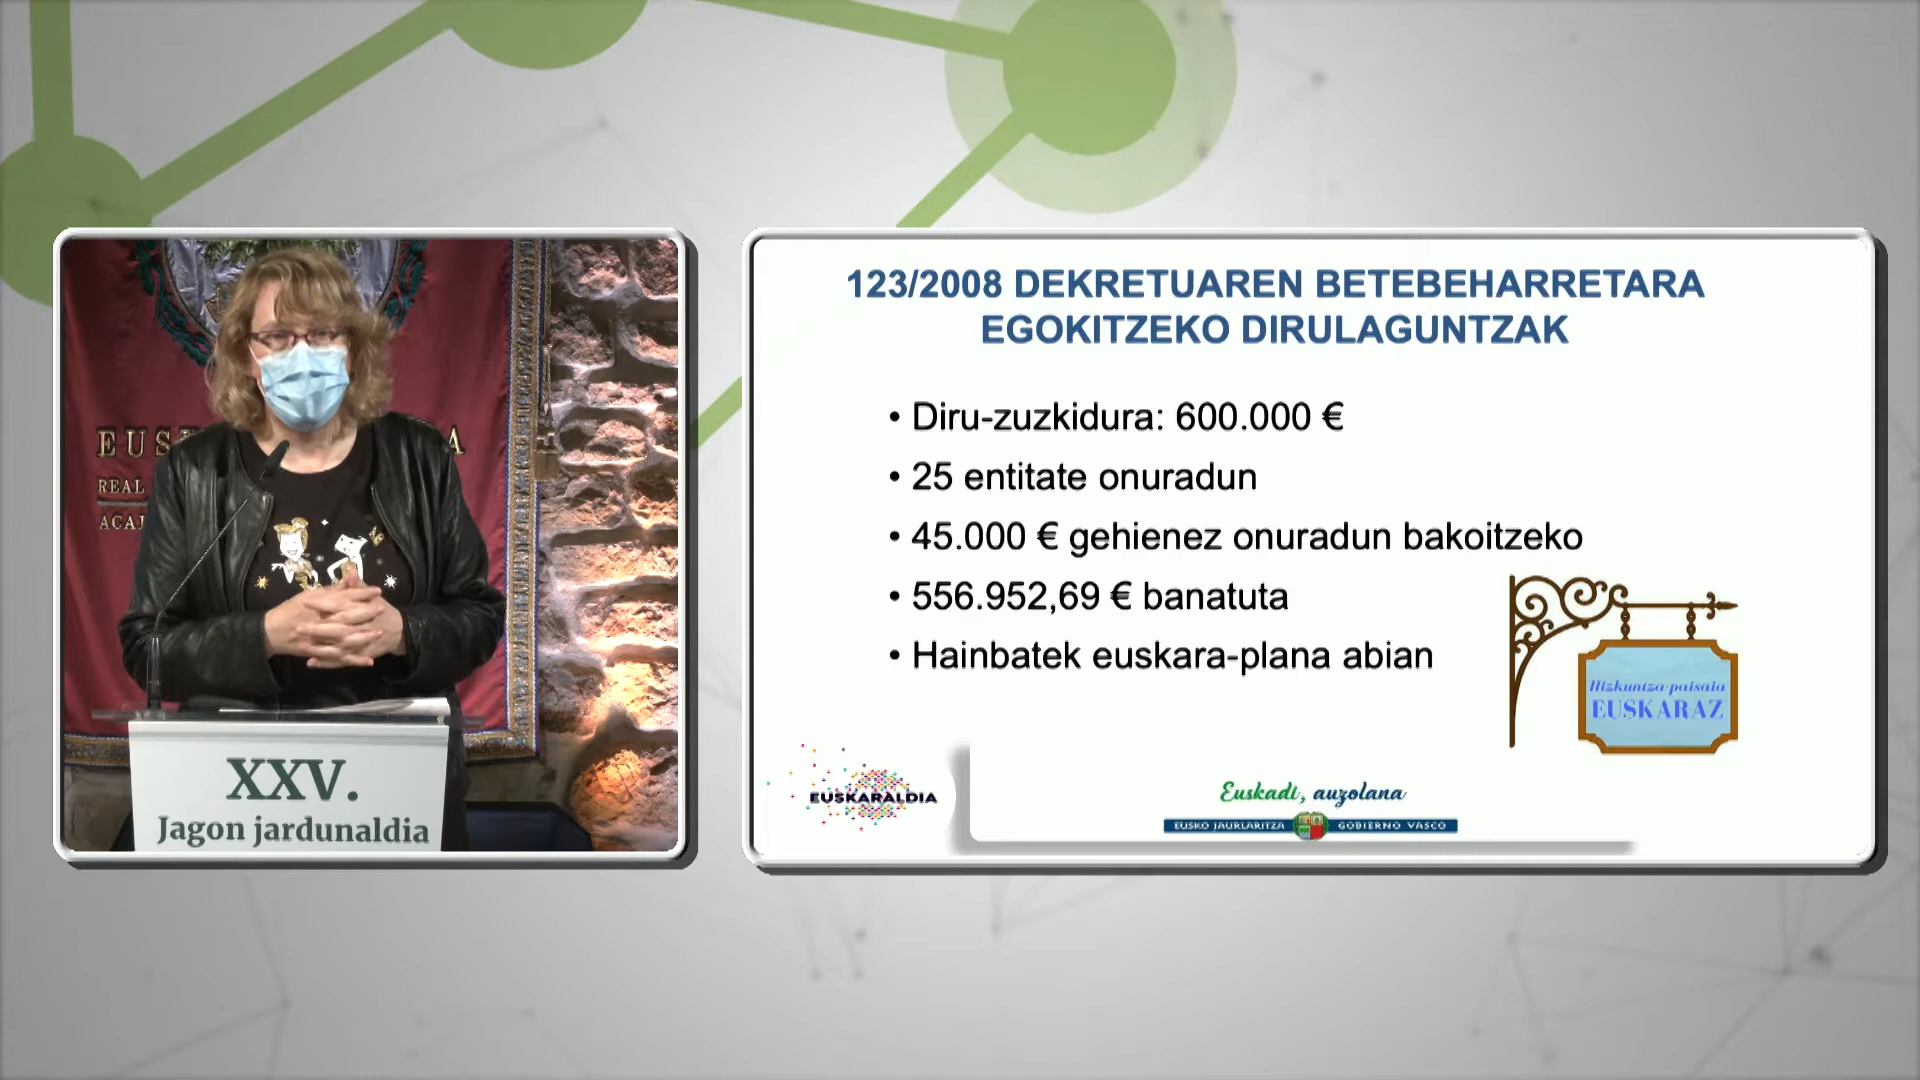 EUS
A
REAL
ACA
XXV.
Jagon jardunaldia
123/2008 DEKRETUAREN BETEBEHARRETARA
EGOKITZEKO DIRULAGUNTZAK
• Diru-zuzkidura: 600.000 €
• 25 entitate onuradun
• 45.000 € gehienez onuradun bakoitzeko
• 556.952,69 € banatuta
• Hainbatek euskara-plana abian
Hizkuntza-paisaia
EUSKARAZ
EUSKARALDIA
Euskadi, auzolana
EUSKO JAURLARITZA GOBIERNO VASCO